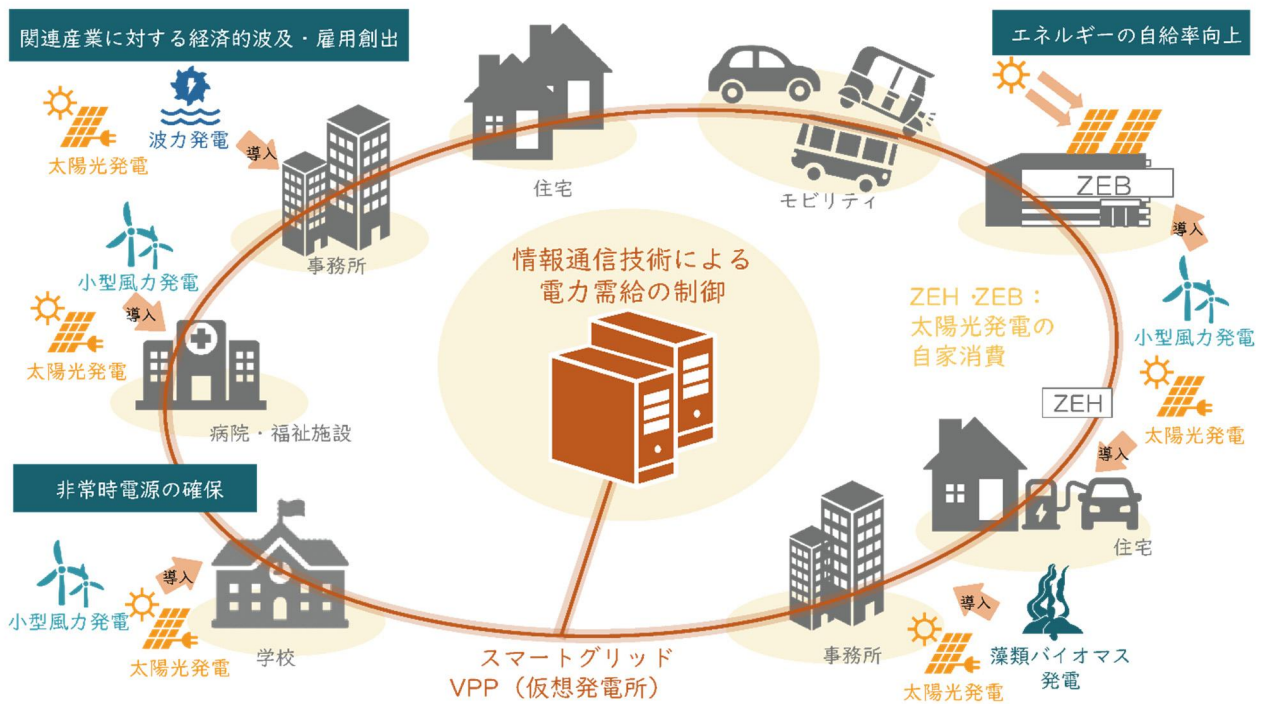 関連産業に対する経済的波及・雇用創出
エネルギーの自給率向上
波力発電
太陽光発電
導入
事務所
住宅
モビリティ
ZEB
導入
小型風力発電
太陽光発電
導入
病院・福祉施設
情報通信技術による
電力需給の制御
ZEH・ZEB：
太陽光発電の
自家消費
小型風力発電
太陽光発電
ZEH
導入
住宅
非常時電源の確保
小型風力発電
導入
太陽光発電
学校
スマートグリッド
VPP（仮想発電所）
事務所
導入
太陽光発電
藻類バイオマス
発電